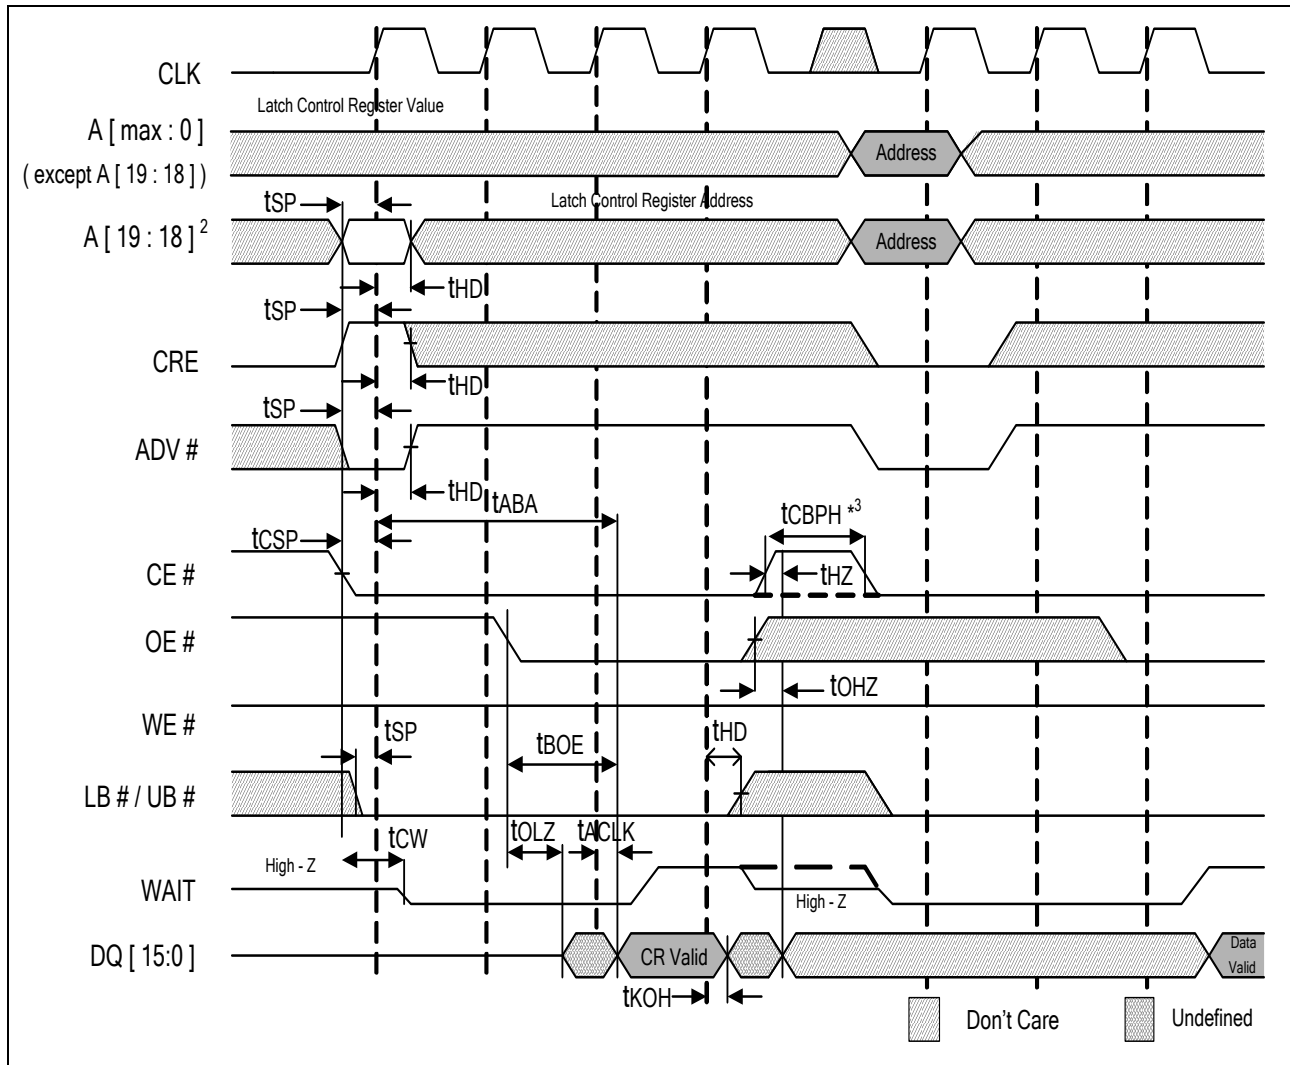 CLK
Latch Control Register Value
A [ max : 0 ]
( except A [ 19 : 18 ] )
Address
tSP
Latch Control Register Address
A [ 19 : 18 ] 2
Address
tHD
tSP
CRE
tHD
tSP
ADV #
tHD
tABA
tCBPH *3
tCSP
CE #
tHZ
OE #
tOHZ
WE #
tSP
tHD
tBOE
LB # / UB #
tCW
tOLZ
tACLK
High - Z
WAIT
High - Z
DQ [ 15:0 ]
CR Valid
Data
Valid
tKOH
Don't Care
Undefined